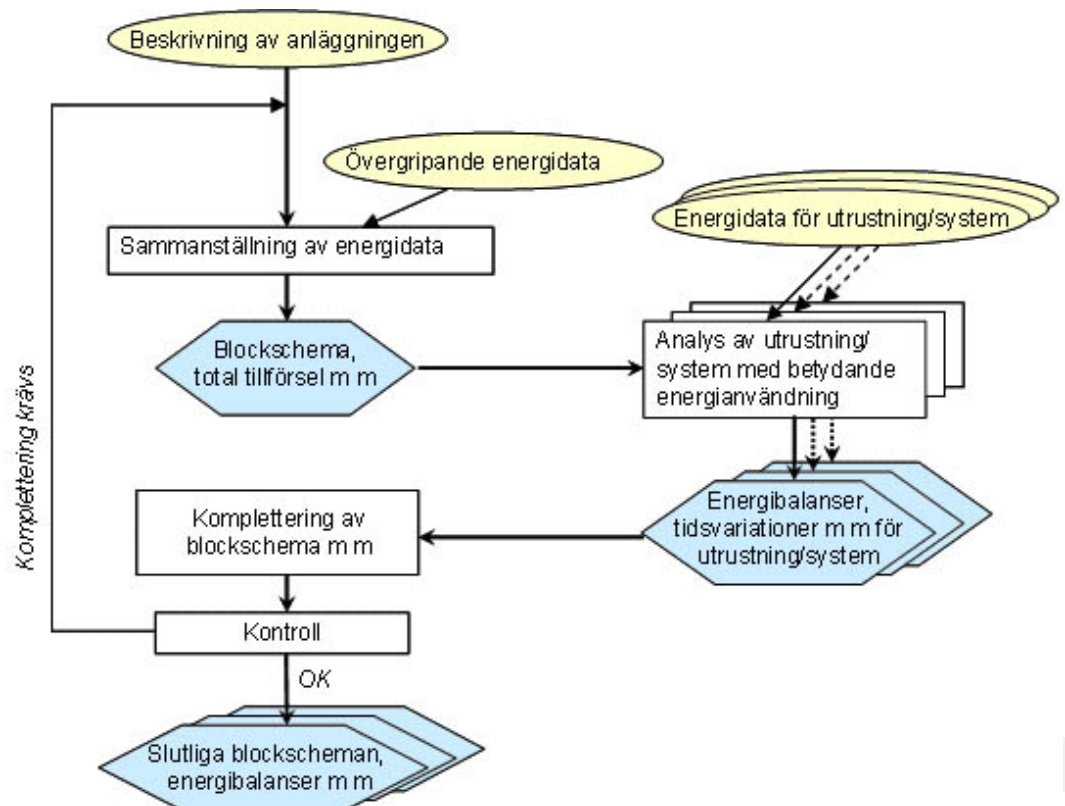 Beskrivning av anläggningen
Övergripande energidata
Energidata för utrustning/system
Sammanställning av energidata
Blockschema,
total tillförsel m m
Analys av utrustning/
system med betydande
energianvändning
Komplettering krävs
Energibalanser,
tidsvariationer m m för
utrustning/system
Komplettering av
blockschema m m
Kontroll
OK
Slutliga blockscheman,
energibalanser m m